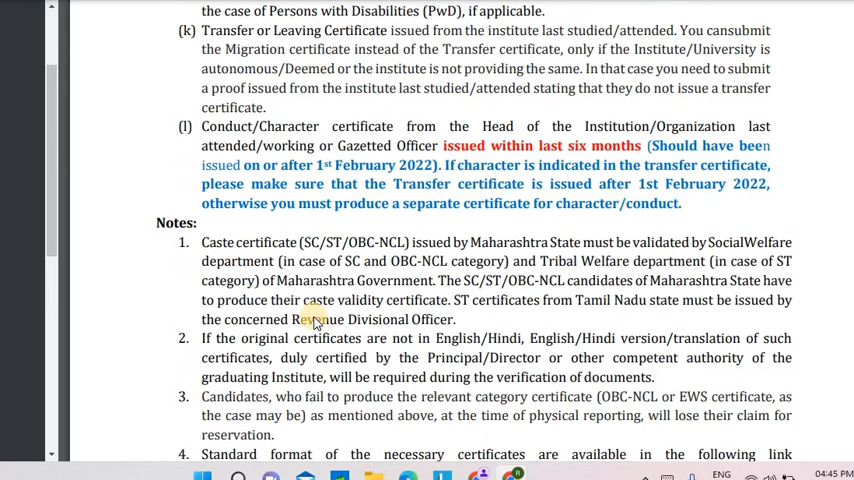 the case of Persons with Disabilities (PwD), if applicable.
(k) Transfer or Leaving Certificate issued from the institute last studied/attended. You cansubmit
the Migration certificate instead of the Transfer certificate, only if the Institute/University is
autonomous/Deemed or the institute is not providing the same. In that case you need to submit
a proof issued from the institute last studied/attended stating that they do not issue a transfer
certificate.
(l) Conduct/Character certificate from the Head of the Institution/Organization last
attended/working or Gazetted Officer issued within last six months (Should have been
issued on or after 1st February 2022). If character is indicated in the transfer certificate,
please make sure that the Transfer certificate is issued after 1st February 2022,
otherwise you must produce a separate certificate for character/conduct.
Notes:
1. Caste certificate (SC/ST/OBC-NCL) issued by Maharashtra State must be validated by SocialWelfare
department (in case of SC and OBC-NCL category) and Tribal Welfare department (in case of ST
category) of Maharashtra Government. The SC/ST/OBC-NCL candidates of Maharashtra State have
to produce their caste validity certificate. ST certificates from Tamil Nadu state must be issued by
the concerned Revenue Divisional Officer.
2. If the original certificates are not in English/Hindi, English/Hindi version/translation of such
certificates, duly certified by the Principal/Director or other competent authority of the
graduating Institute, will be required during the verification of documents.
3. Candidates, who fail to produce the relevant category certificate (OBC-NCL or EWS certificate, as
the case may be) as mentioned above, at the time of physical reporting, will lose their claim for
reservation.
4. Standard format of the necessary certificates are available in the following link
ENG 04:45 PM